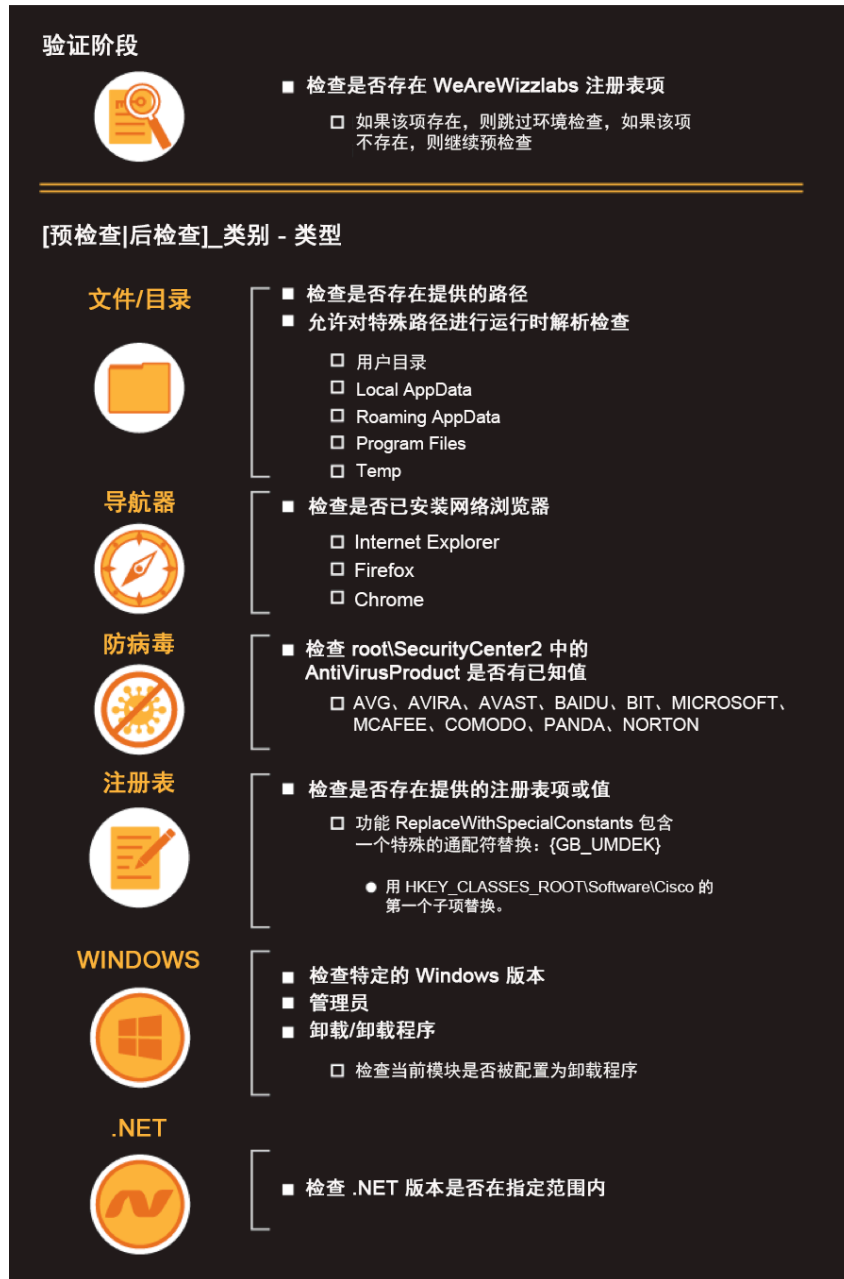 验证阶段
检查是否存在 WeAreWizzlabs 注册表项
如果该项存在，则跳过环境检查，如果该项
不存在，则继续预检查
[预检查|后检查]_类别 - 类型
文件/目录
检查是否存在提供的路径
允许对特殊路径进行运行时解析检查
用户目录
Local AppData
Roaming AppData
Program Files
Temp
导航器
检查是否已安装网络浏览器
Internet Explorer
Firefox
Chrome
防病毒
检查 root\SecurityCenter2 中的
AntiVirusProduct 是否有已知值
AVG、AVIRA、AVAST、BAIDU、BIT、MICROSOFT、
MCAFEE、COMODO、PANDA、NORTON
注册表
检查是否存在提供的注册表项或值
功能 ReplaceWithSpecialConstants 包含
一个特殊的通配符替换：{GB_UMDEK}
用 HKEY_CLASSES_ROOT\Software\Cisco 的
第一个子项替换。
WINDOWS
检查特定的 Windows 版本
管理员
卸载/卸载程序
检查当前模块是否被配置为卸载程序
.NET
检查 .NET 版本是否在指定范围内